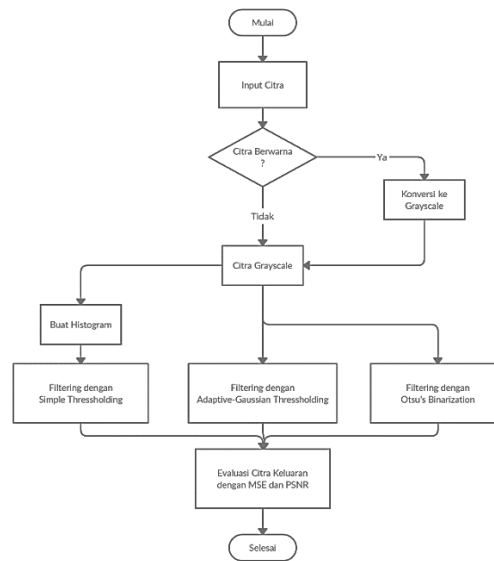 Mulai
Input Citra
Citra Berwarna
?
Ya
Konversi ke
Grayscale
Tidak
Citra Grayscale
Buat Histogram
Filtering dengan
Simple Thressholding
Filtering dengan
Adaptive-Gaussian Thressholding
Filtering dengan
Otsu's Binarization
Evaluasi Citra Keluaran
dengan MSE dan PSNR
Selesai